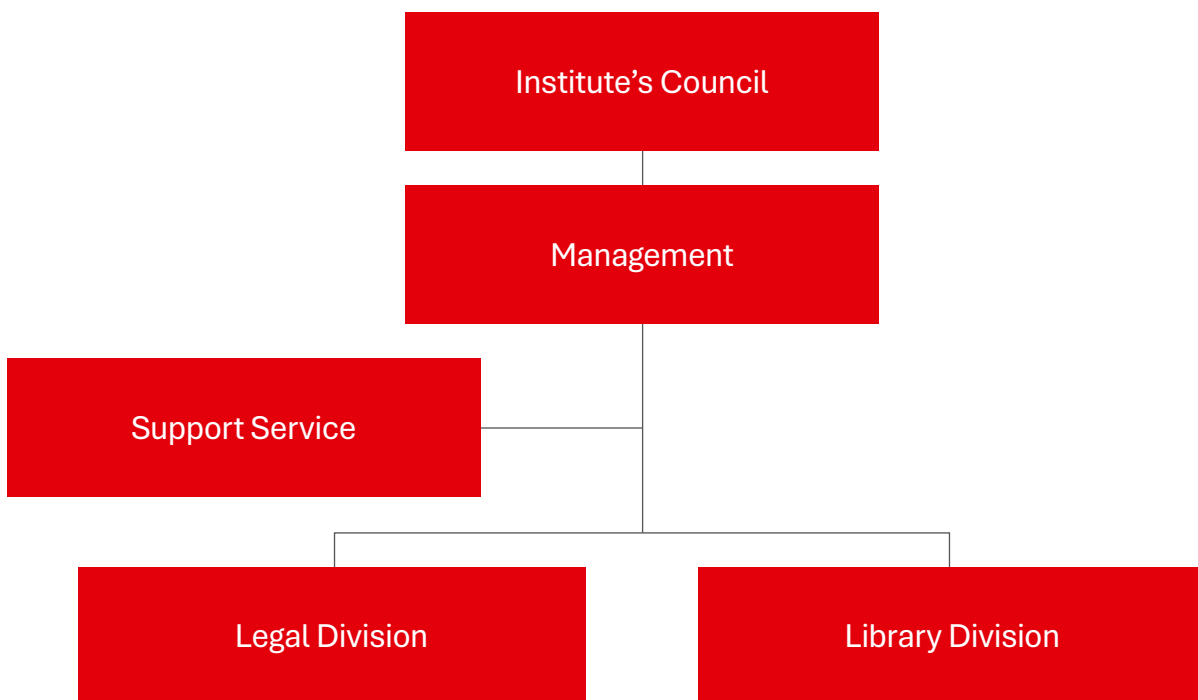 Institute’s Council
Management
Support Service
Legal Division
Library Division